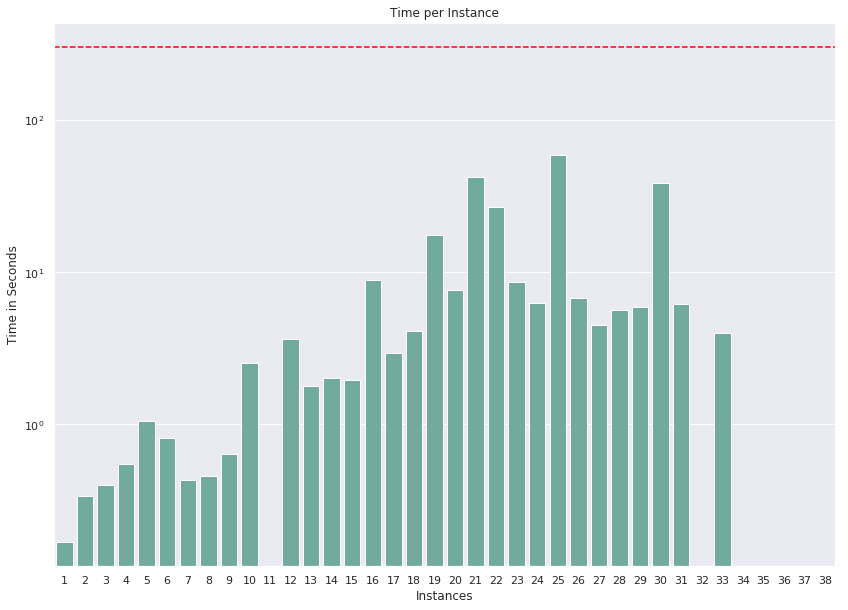 Time per Instance
Time in Seconds
10²
10¹
10⁰
1 2 3 4 5 6 7 8 9 10 11 12 13 14 15 16 17 18 19 20 21 22 23 24 25 26 27 28 29 30 31 32 33 34 35 36 37 38
Instances